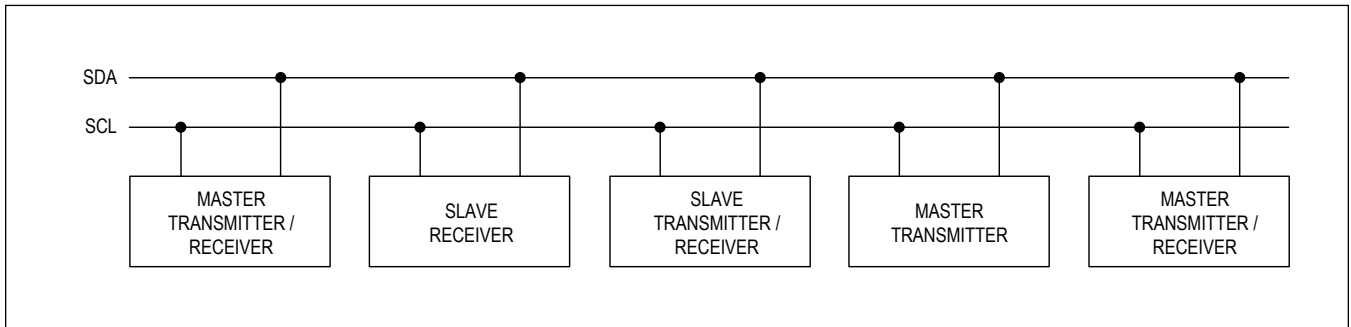 SDA
SCL
MASTER
TRANSMITTER /
RECEIVER
SLAVE
RECEIVER
SLAVE
TRANSMITTER /
RECEIVER
MASTER
TRANSMITTER
MASTER
TRANSMITTER /
RECEIVER